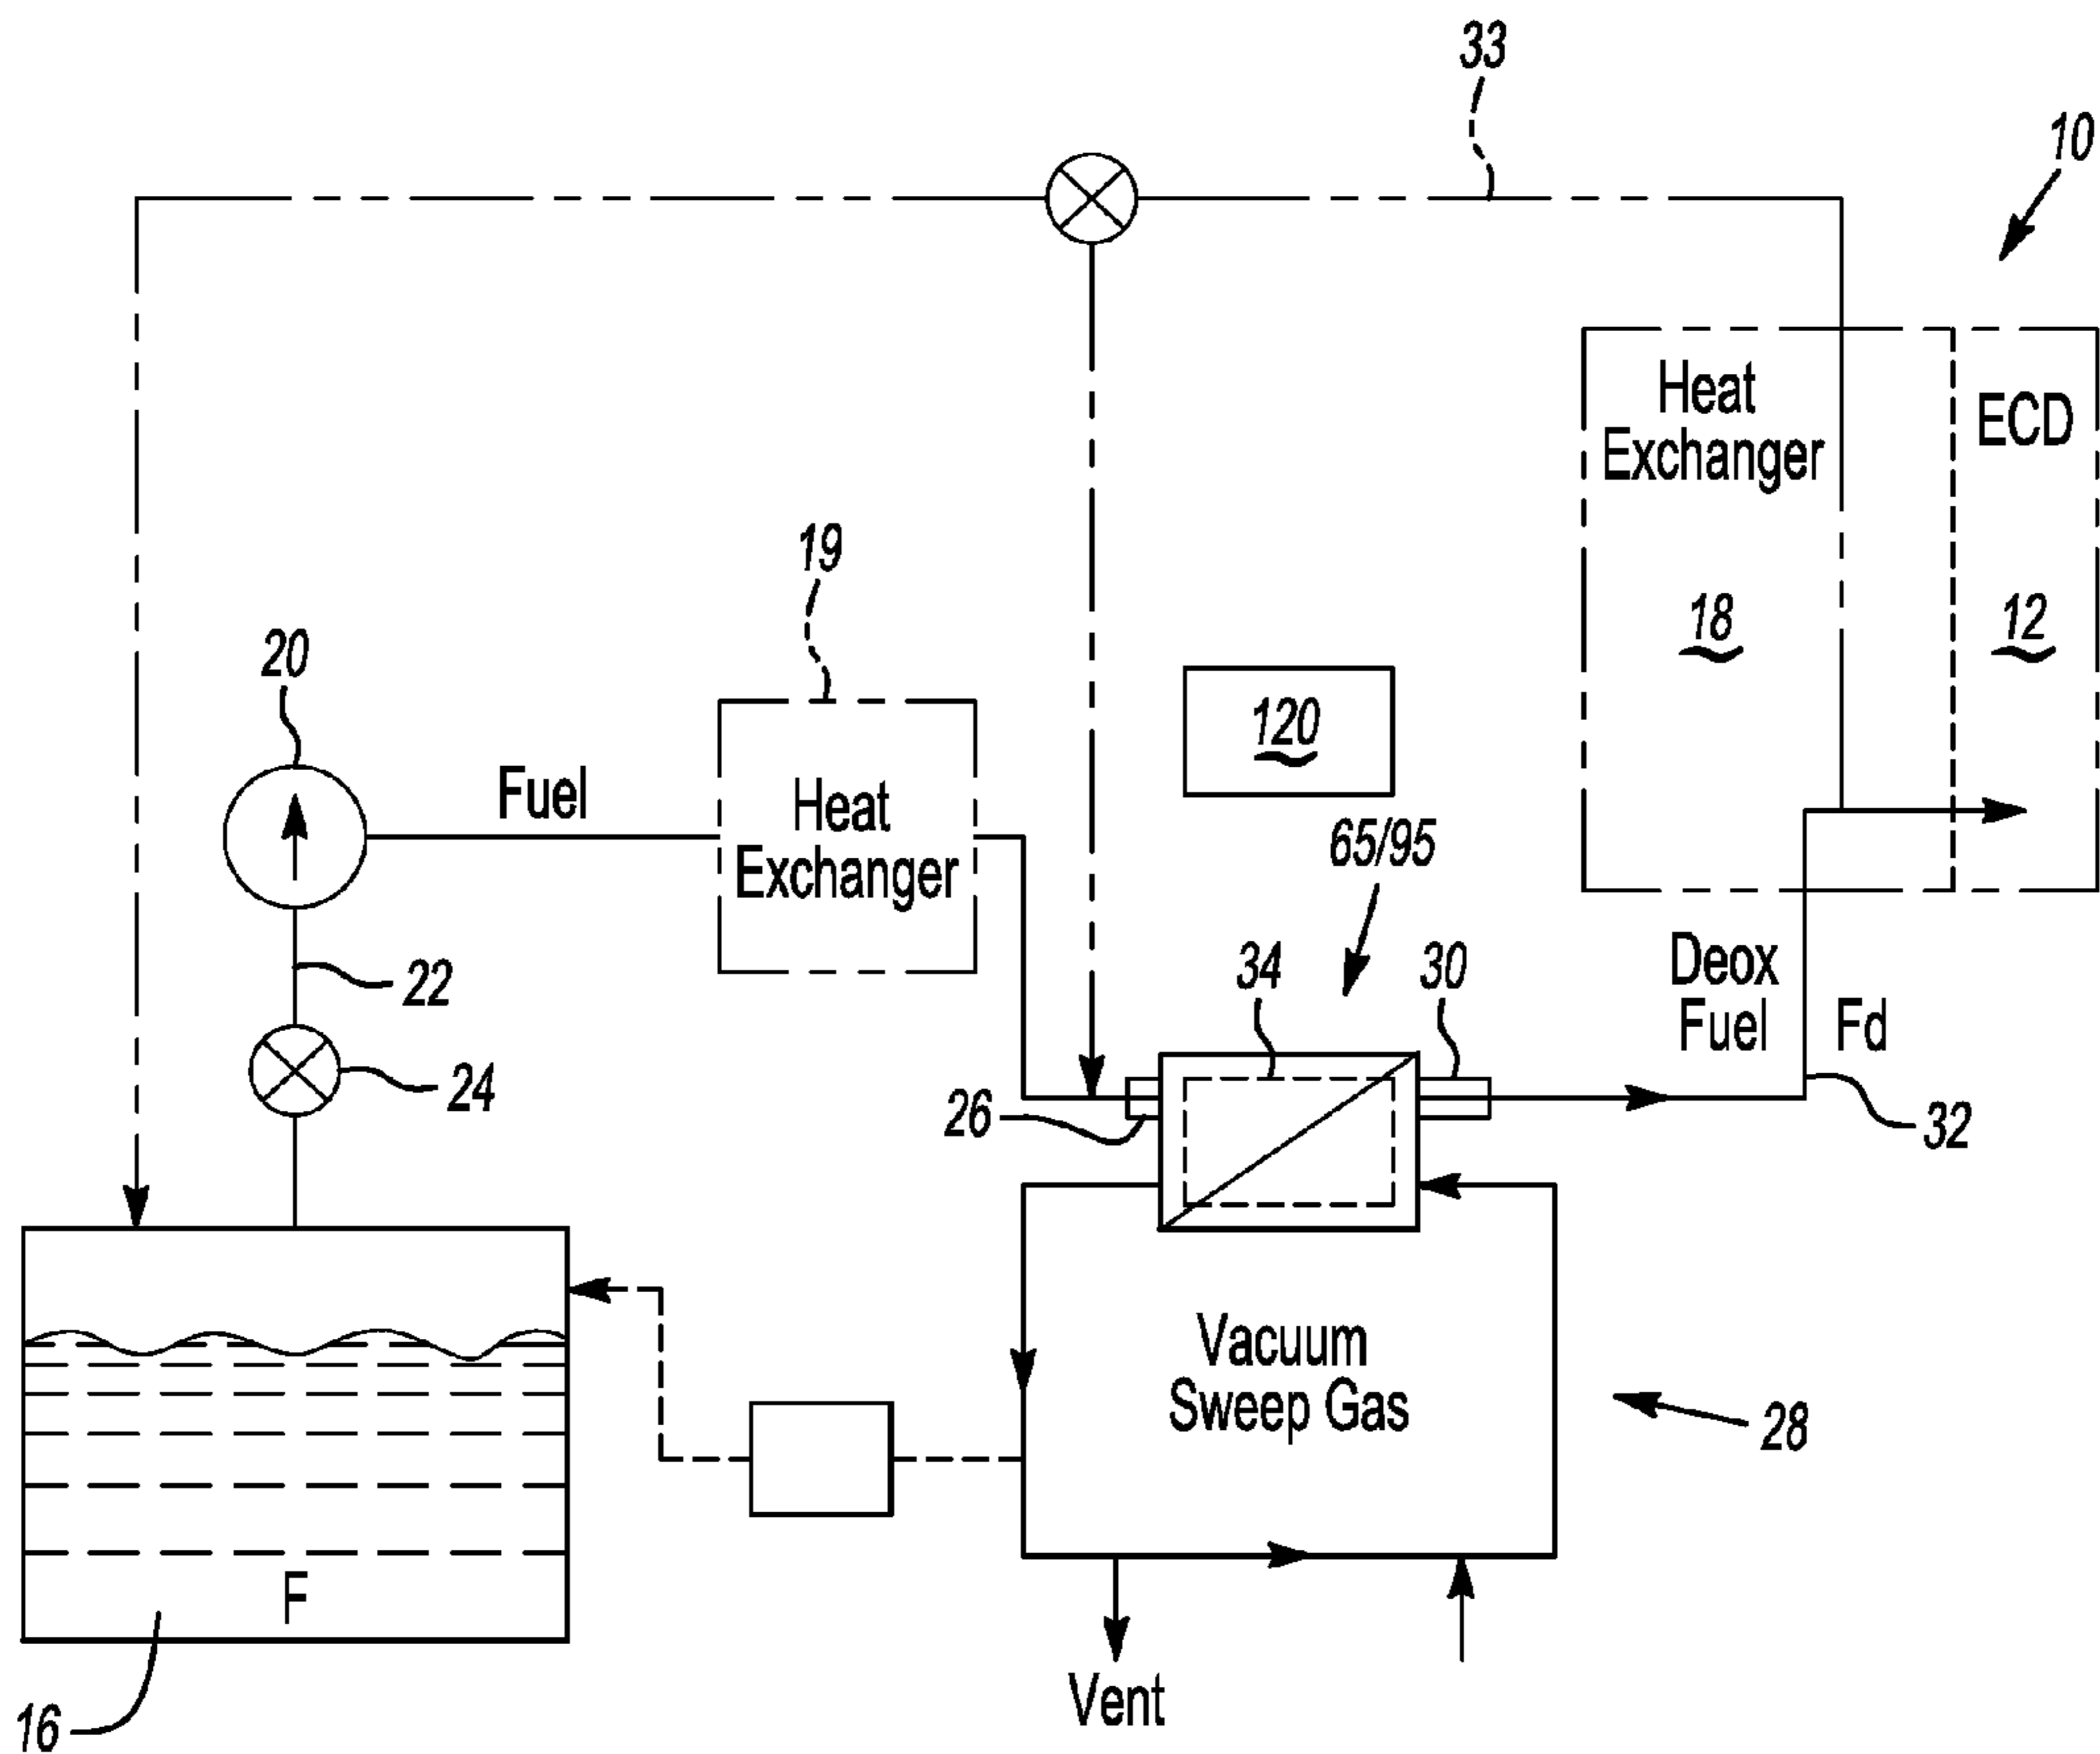 33
10
Heat
Exchanger
ECD
19
18
12
20
120
Fuel
Heat
Exchanger
65/95
22
34
30
Deox
Fuel
Fd
24
26
32
Vacuum
Sweep Gas
28
F
16
Vent